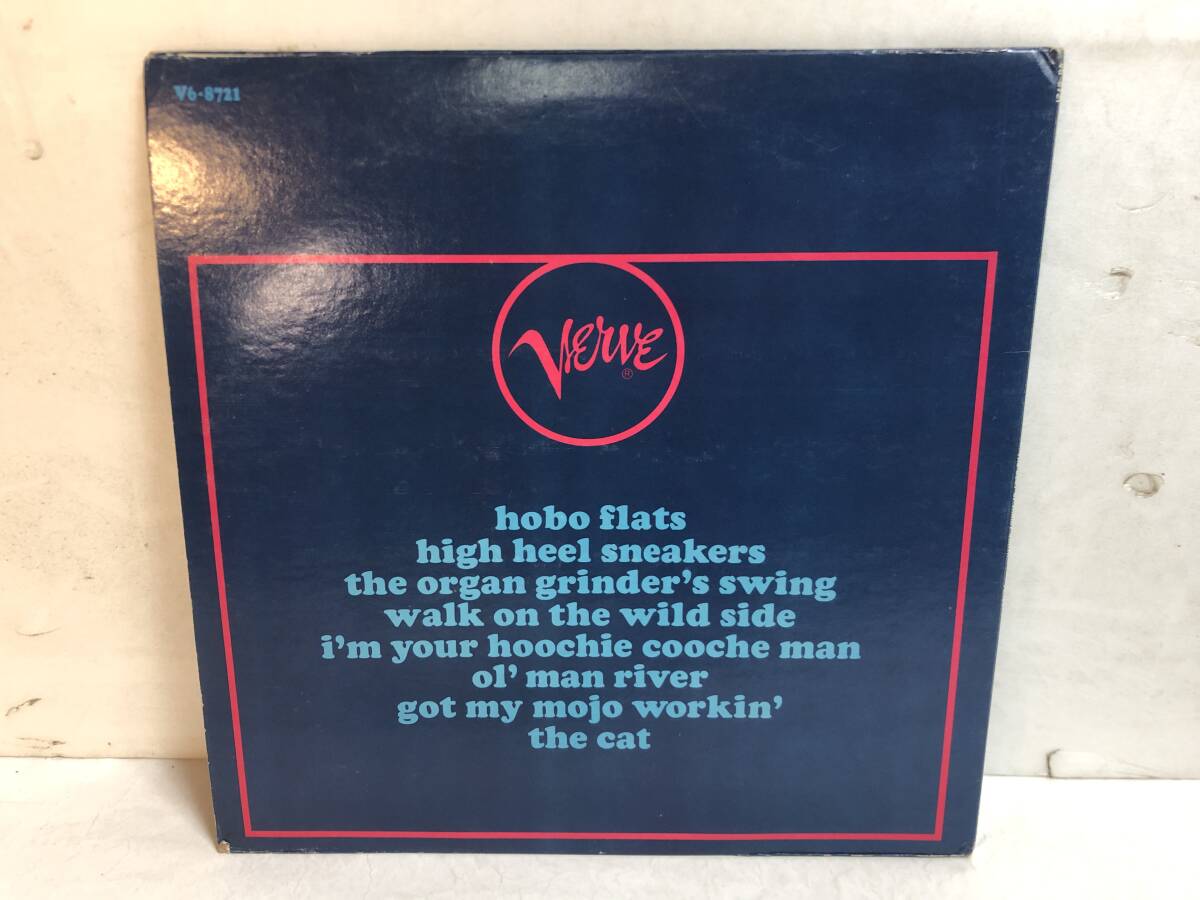 V6-8721
Verve
®
hobo flats
high heel sneakers
the organ grinder's swing
walk on the wild side
i'm your hoochie cooche man
ol' man river
got my mojo workin'
the cat